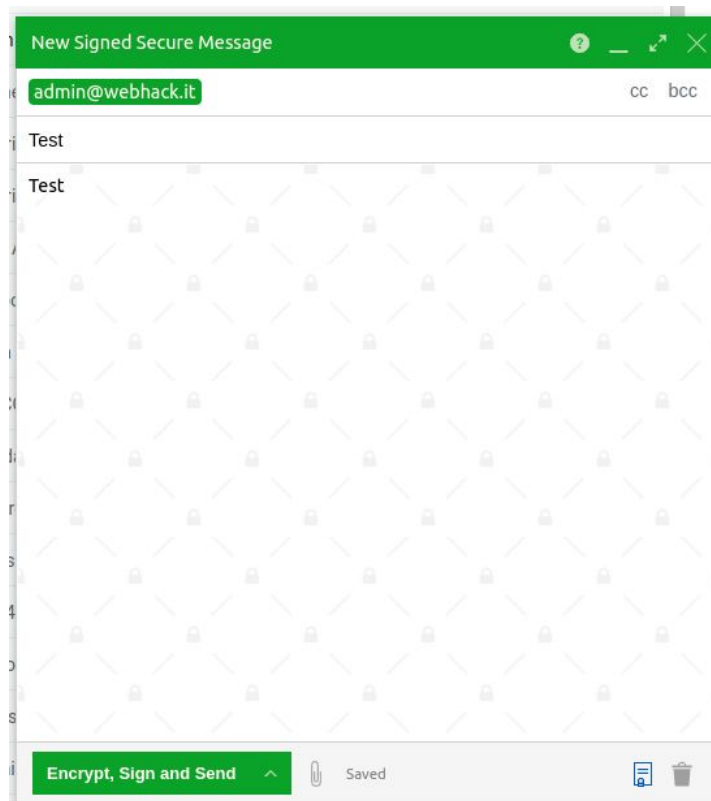 New Signed Secure Message
admin@webhack.it cc bcc
Test
Test
Encrypt, Sign and Send Saved